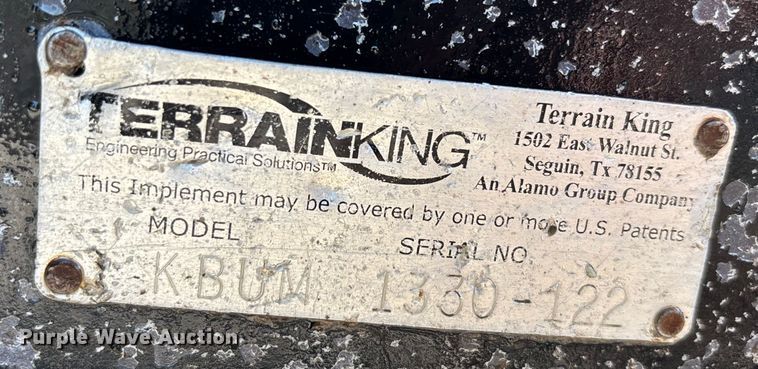 TERRAINKING™
Engineering Practical Solutions™
Terrain King
1502 East Walnut St.
Seguin, Tx 78155
An Alamo Group Company
This Implement may be covered by one or more U.S. Patents
MODEL SERIAL NO.
KBUM 1330-122
Purple Wave Auction.